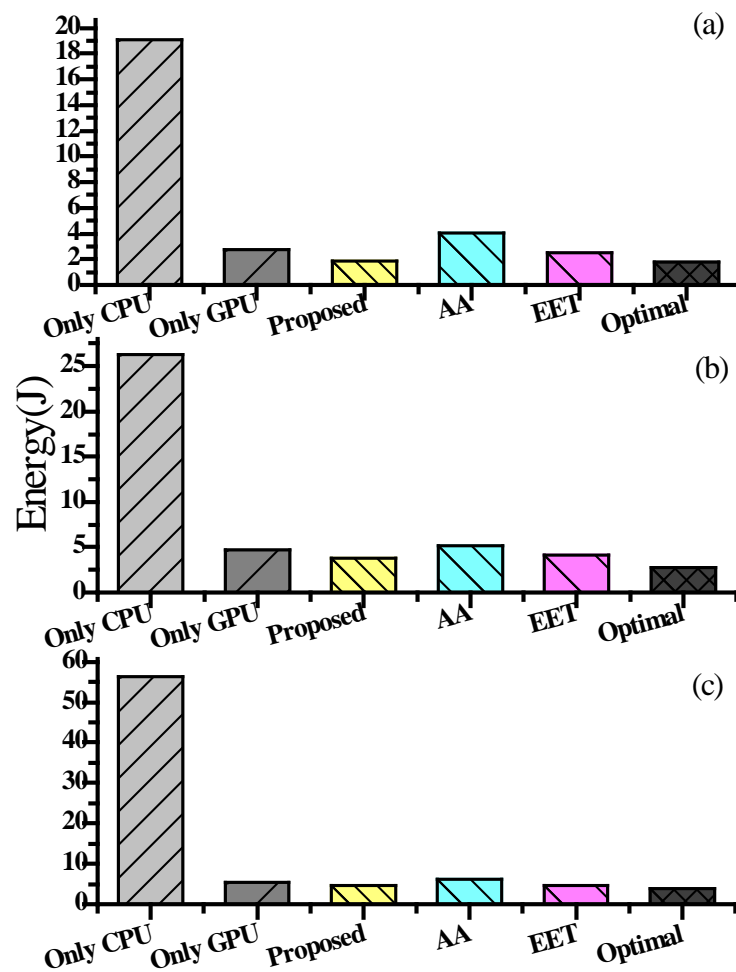 (a)
20
18
16
14
12
10
8
6
4
2
0
Only CPU
Only GPU
Proposed
AA
EET
Optimal
Energy(J)
(b)
25
20
15
10
5
0
Only CPU
Only GPU
Proposed
AA
EET
Optimal
(c)
60
50
40
30
20
10
0
Only CPU
Only GPU
Proposed
AA
EET
Optimal